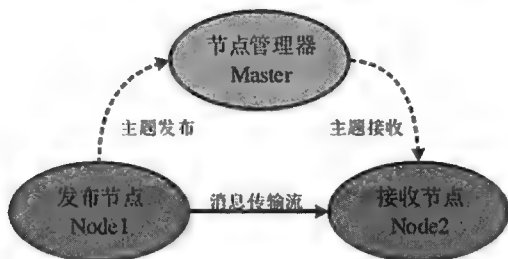 节点管理器
Master
主题发布
主题接收
发布节点
Node1
消息传输流
接收节点
Node2